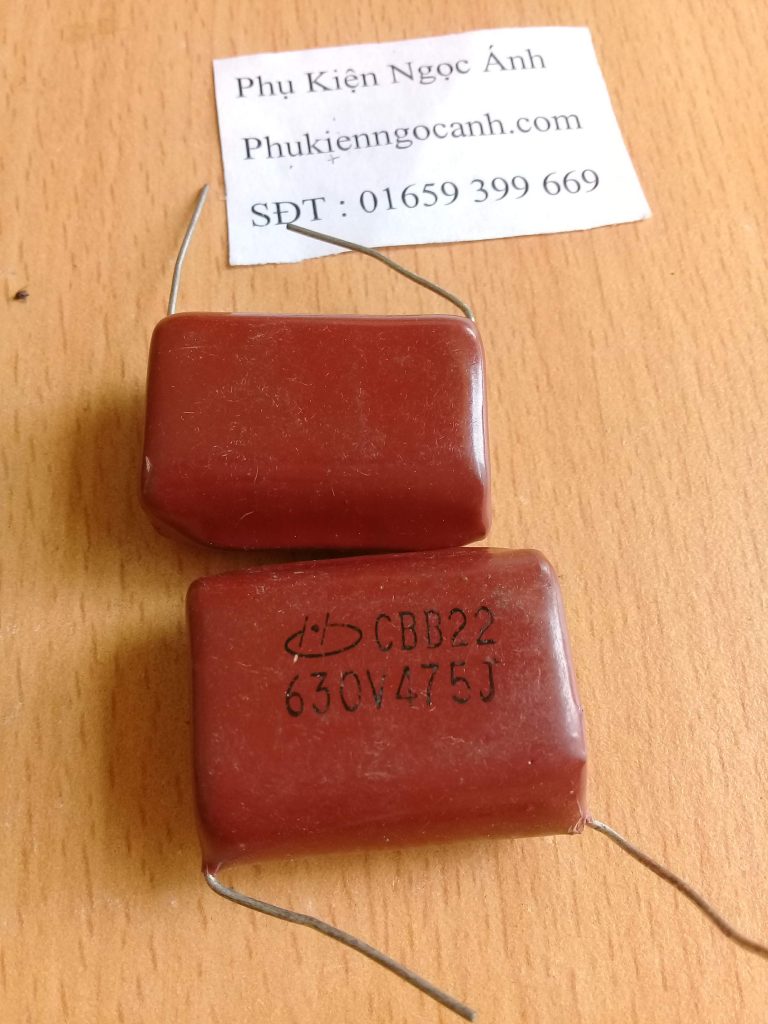 Phụ Kiện Ngọc Ánh
Phukienngocanh.com
SĐT : 01659 399 669
CBB22
630V475J